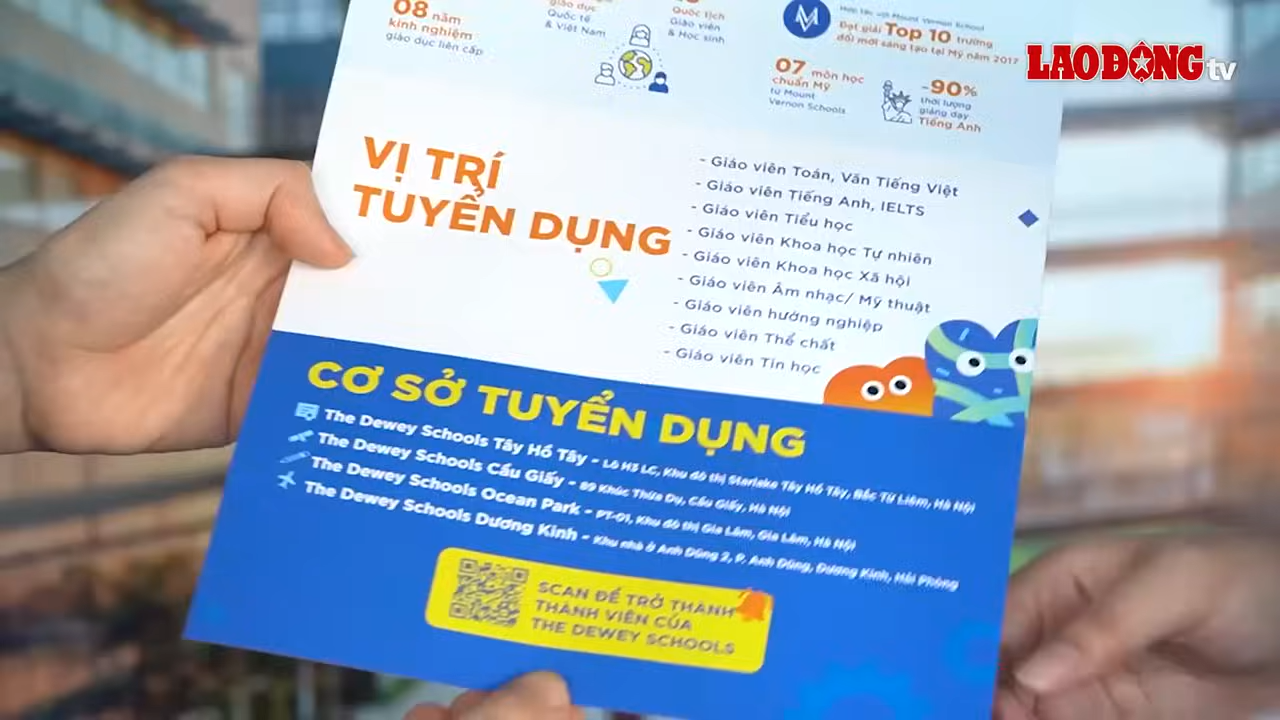 08 năm
kinh nghiệm
giáo dục liên cấp
giáo dục
Quốc tế
& Việt Nam
Quốc tịch
Giáo viên
& Học sinh
Hợp tác với Mount Vernon School
Đạt giải Top 10 trường
đổi mới sáng tạo tại Mỹ năm 2017
07 môn học
chuẩn Mỹ
từ Mount
Vernon Schools
~90%
thời lượng
giảng dạy
Tiếng Anh
LAO ĐỘNG tv
VỊ TRÍ
TUYỂN DỤNG
- Giáo viên Toán, Văn Tiếng Việt
- Giáo viên Tiếng Anh, IELTS
- Giáo viên Tiểu học
- Giáo viên Khoa học Tự nhiên
- Giáo viên Khoa học Xã hội
- Giáo viên Âm nhạc/ Mỹ thuật
- Giáo viên hướng nghiệp
- Giáo viên Thể chất
- Giáo viên Tin học
CƠ SỞ TUYỂN DỤNG
The Dewey Schools Tây Hồ Tây - Lô H3 LC, Khu đô thị Starlake Tây Hồ Tây, Bắc Từ Liêm, Hà Nội
The Dewey Schools Cầu Giấy - 89 Khúc Thừa Dụ, Cầu Giấy, Hà Nội
The Dewey Schools Ocean Park - PT-01, Khu đô thị Gia Lâm, Gia Lâm, Hà Nội
The Dewey Schools Dương Kinh - Khu nhà ở Anh Dũng 2, P. Anh Dũng, Dương Kinh, Hải Phòng
SCAN ĐỂ TRỞ THÀNH
THÀNH VIÊN CỦA
THE DEWEY SCHOOLS